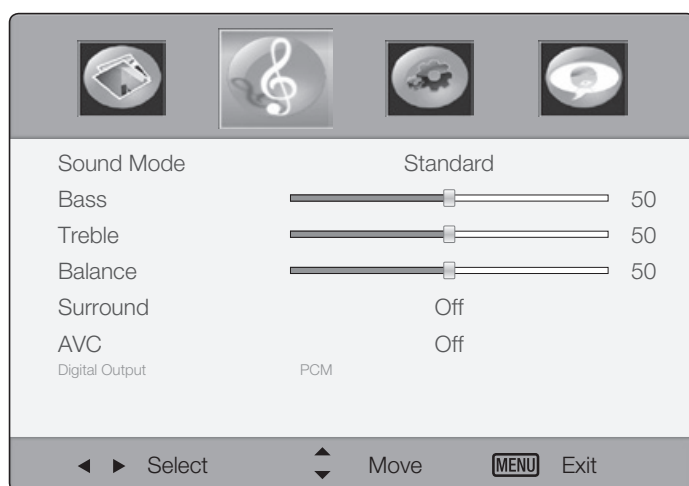 Sound Mode Standard
Bass 50
Treble 50
Balance 50
Surround Off
AVC Off
Digital Output PCM
Select Move MENU Exit